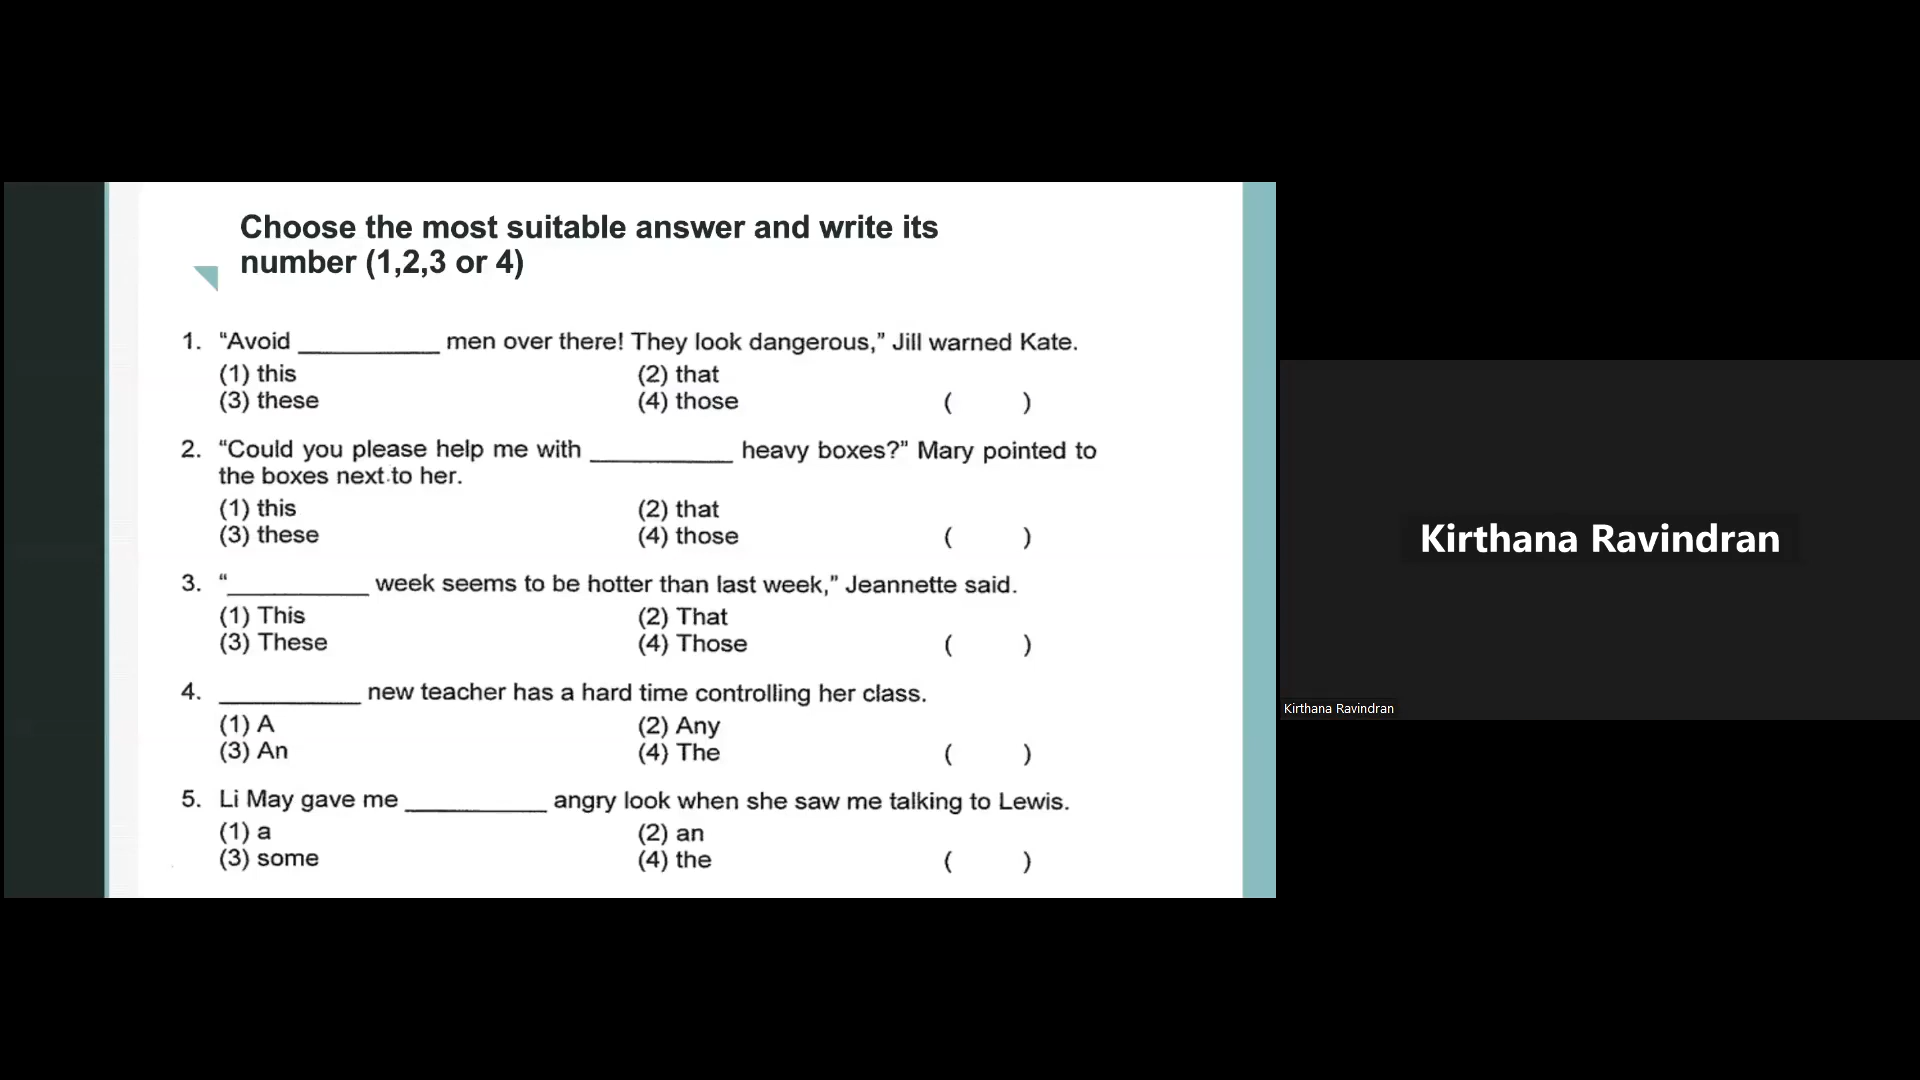 Choose the most suitable answer and write its
number (1,2,3 or 4)
1. “Avoid __________ men over there! They look dangerous,” Jill warned Kate.
(1) this (2) that
(3) these (4) those ( )
2. “Could you please help me with __________ heavy boxes?” Mary pointed to
the boxes next to her.
(1) this (2) that
(3) these (4) those ( )
3. “__________ week seems to be hotter than last week,” Jeannette said.
(1) This (2) That
(3) These (4) Those ( )
4. __________ new teacher has a hard time controlling her class.
(1) A (2) Any
(3) An (4) The ( )
5. Li May gave me __________ angry look when she saw me talking to Lewis.
(1) a (2) an
(3) some (4) the ( )
Kirthana Ravindran
Kirthana Ravindran